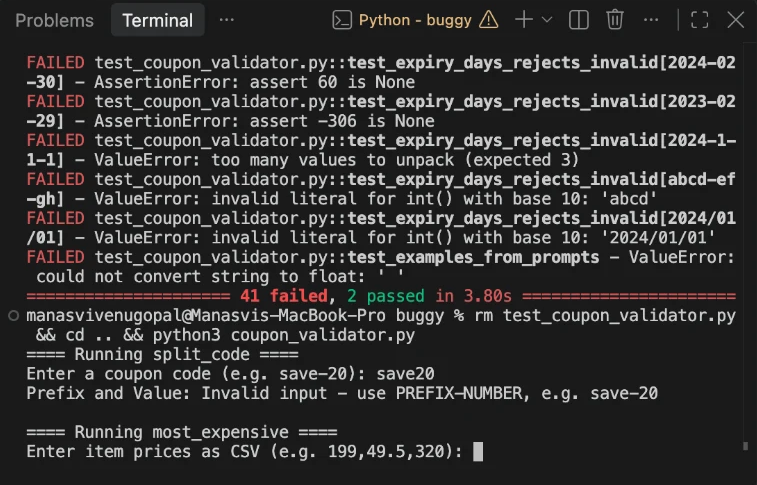 Problems Terminal ··· Python - buggy
FAILED test_coupon_validator.py::test_expiry_days_rejects_invalid[2024-02
-30] - AssertionError: assert 60 is None
FAILED test_coupon_validator.py::test_expiry_days_rejects_invalid[2023-02
-29] - AssertionError: assert -306 is None
FAILED test_coupon_validator.py::test_expiry_days_rejects_invalid[2024-1-
1-1] - ValueError: too many values to unpack (expected 3)
FAILED test_coupon_validator.py::test_expiry_days_rejects_invalid[abcd-ef
-gh] - ValueError: invalid literal for int() with base 10: 'abcd'
FAILED test_coupon_validator.py::test_expiry_days_rejects_invalid[2024/01
/01] - ValueError: invalid literal for int() with base 10: '2024/01/01'
FAILED test_coupon_validator.py::test_examples_from_prompts - ValueError:
could not convert string to float: ' '
===================== 41 failed, 2 passed in 3.80s ======================
manasvivenugopal@Manasvis-MacBook-Pro buggy % rm test_coupon_validator.py
&& cd .. && python3 coupon_validator.py
==== Running split_code ====
Enter a coupon code (e.g. save-20): save20
Prefix and Value: Invalid input - use PREFIX-NUMBER, e.g. save-20
==== Running most_expensive ====
Enter item prices as CSV (e.g. 199,49.5,320):